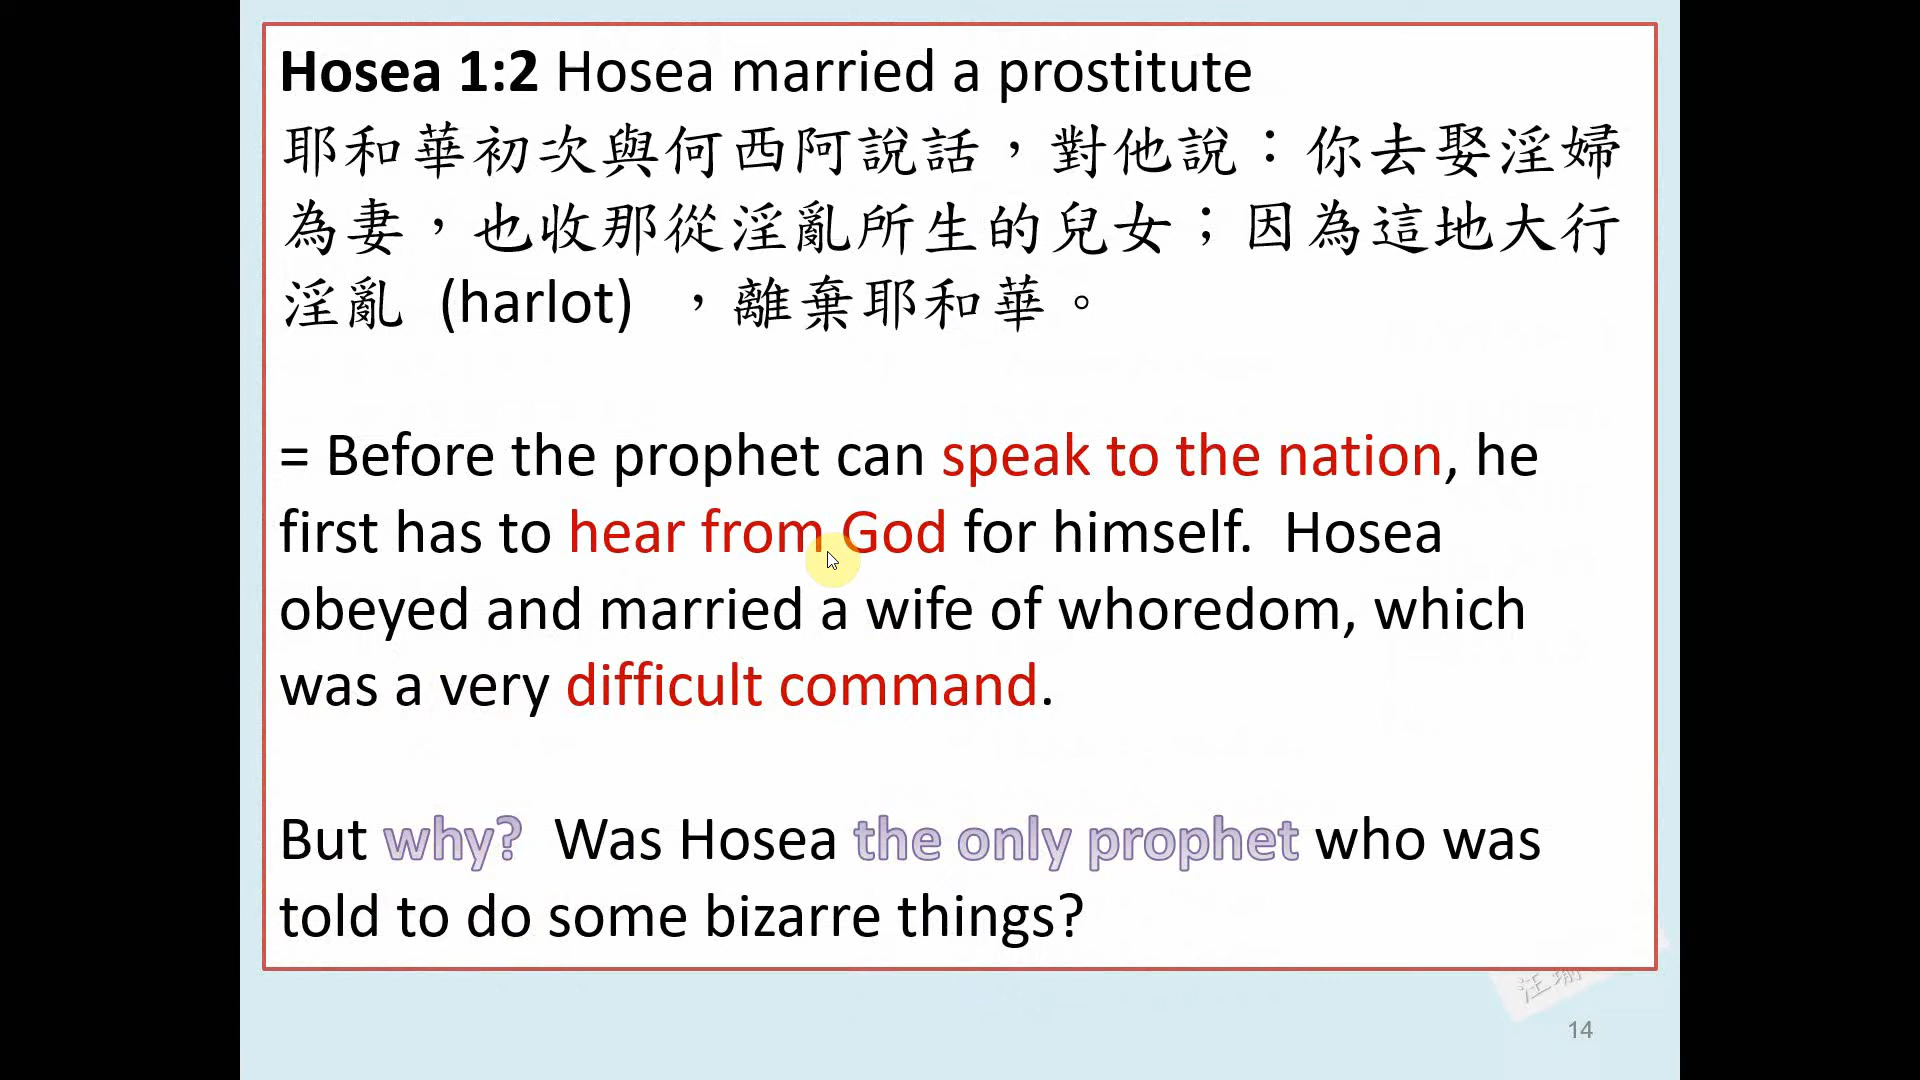 Hosea 1:2 Hosea married a prostitute
耶和華初次與何西阿說話，對他說：你去娶淫婦
為妻，也收那從淫亂所生的兒女；因為這地大行
淫亂 (harlot) ，離棄耶和華。
= Before the prophet can speak to the nation, he
first has to hear from God for himself. Hosea
obeyed and married a wife of whoredom, which
was a very difficult command.
But why? Was Hosea the only prophet who was
told to do some bizarre things?
14